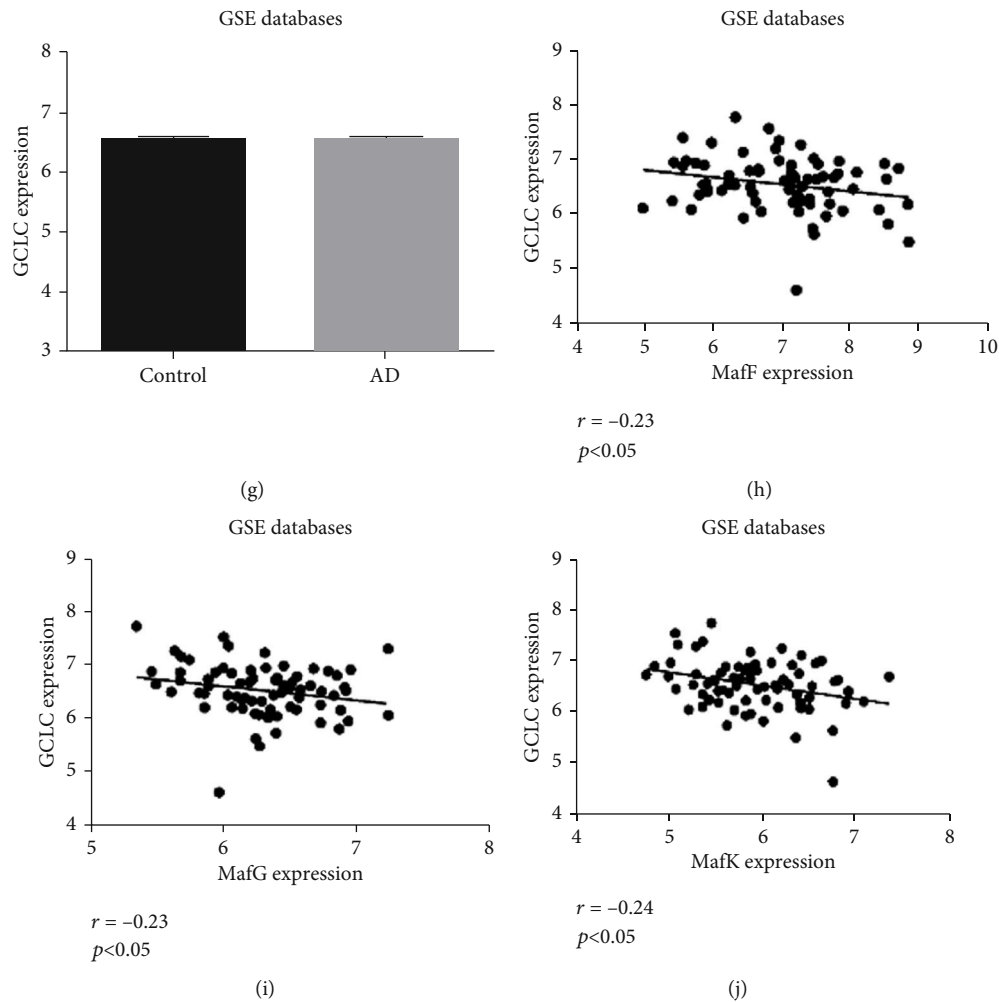 GSE databases
8
7
6
5
4
3
GCLC expression
Control
AD
(g)
GSE databases
9
8
7
6
5
4
GCLC expression
4 5 6 7 8 9 10
MafF expression
r = –0.23
p<0.05
(h)
GSE databases
9
8
7
6
5
4
GCLC expression
5 6 7 8
MafG expression
r = –0.23
p<0.05
(i)
GSE databases
9
8
7
6
5
4
GCLC expression
4 5 6 7 8
MafK expression
r = –0.24
p<0.05
(j)